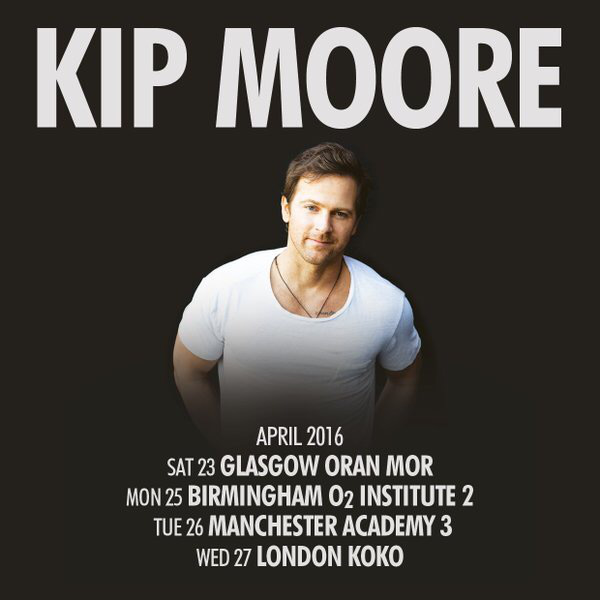 KIP MOORE
APRIL 2016
SAT 23 GLASGOW ORAN MOR
MON 25 BIRMINGHAM O2 INSTITUTE 2
TUE 26 MANCHESTER ACADEMY 3
WED 27 LONDON KOKO